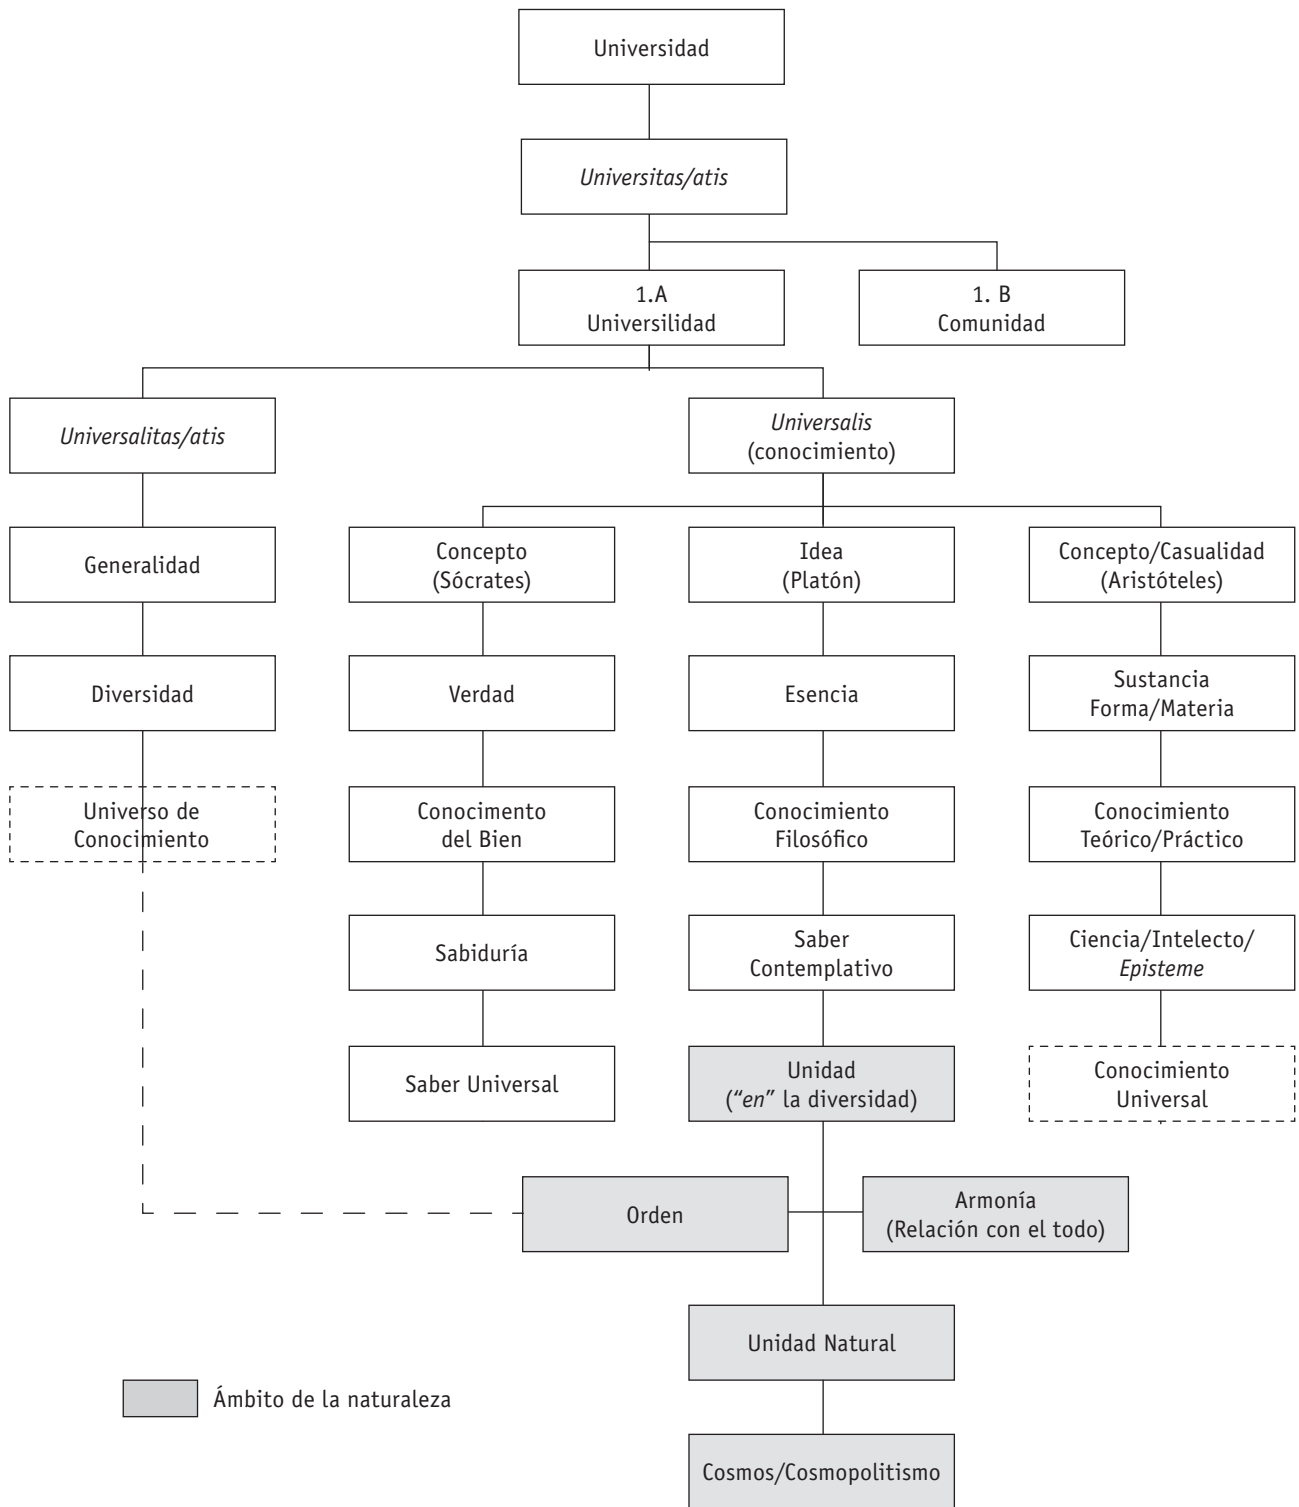 Universidad
Universitas/atis
1.A
Universilidad
1. B
Comunidad
Universalitas/atis
Universalis
(conocimiento)
Generalidad
Concepto
(Sócrates)
Idea
(Platón)
Concepto/Casualidad
(Aristóteles)
Diversidad
Verdad
Esencia
Sustancia
Forma/Materia
Universo de
Conocimiento
Conocimento
del Bien
Conocimiento
Filosófico
Conocimiento
Teórico/Práctico
Sabiduría
Saber
Contemplativo
Ciencia/Intelecto/
Episteme
Saber Universal
Unidad
(“en” la diversidad)
Conocimiento
Universal
Orden
Armonía
(Relación con el todo)
Unidad Natural
Ámbito de la naturaleza
Cosmos/Cosmopolitismo